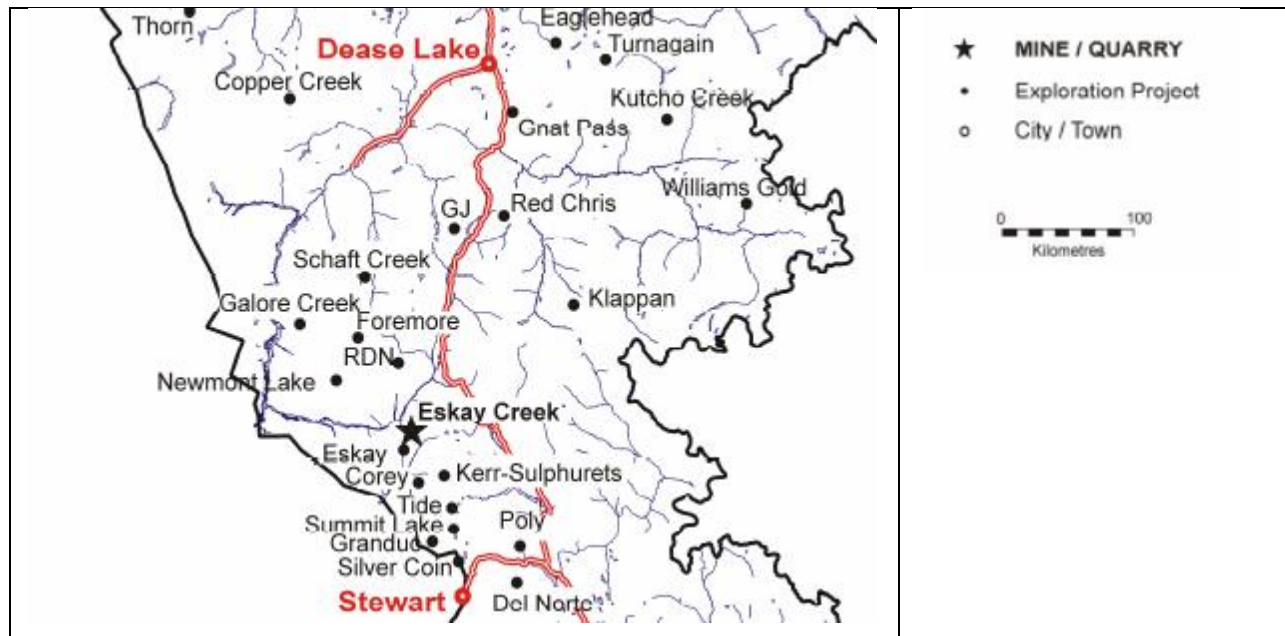 Thorn
Eaglehead
Dease Lake
Turnagain
Copper Creek
Kutcho Creek
Gnat Pass
Williams Gold
GJ
Red Chris
Schaft Creek
Galore Creek
Klappan
Foremore
RDN
Newmont Lake
Eskay Creek
Eskay
Corey
Kerr-Sulphurets
Tide
Summit Lake
Poly
Granduc
Silver Coin
Stewart
Del Norte
MINE / QUARRY
Exploration Project
City / Town
0 100
Kilometres